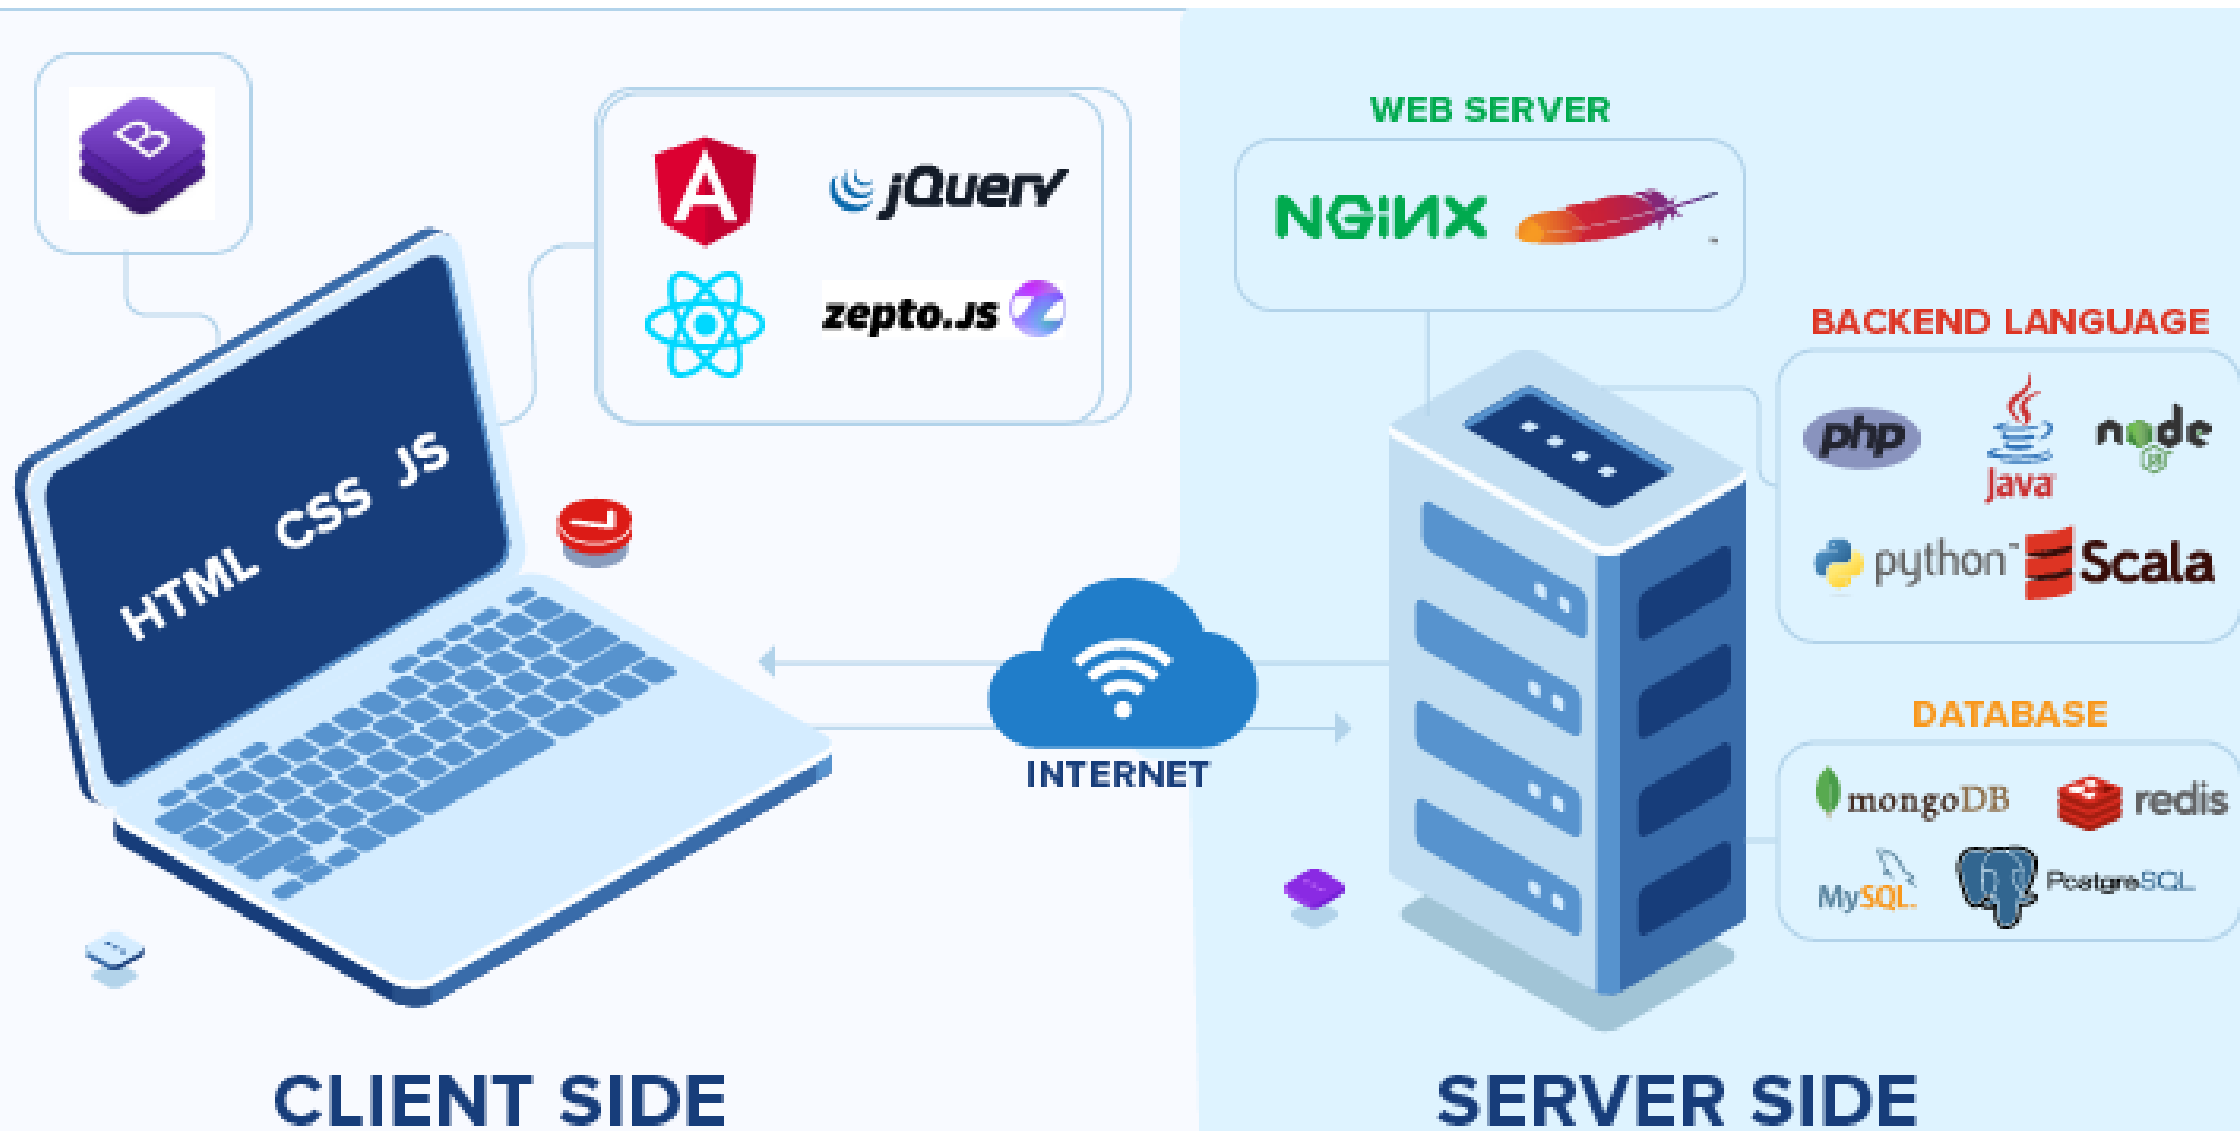 B
A
jQuery
zepto.JS
HTML CSS JS
INTERNET
CLIENT SIDE
WEB SERVER
NGiNX
BACKEND LANGUAGE
php
Java
node
JS
python
Scala
DATABASE
mongoDB
redis
MySQL
PostgreSQL
SERVER SIDE